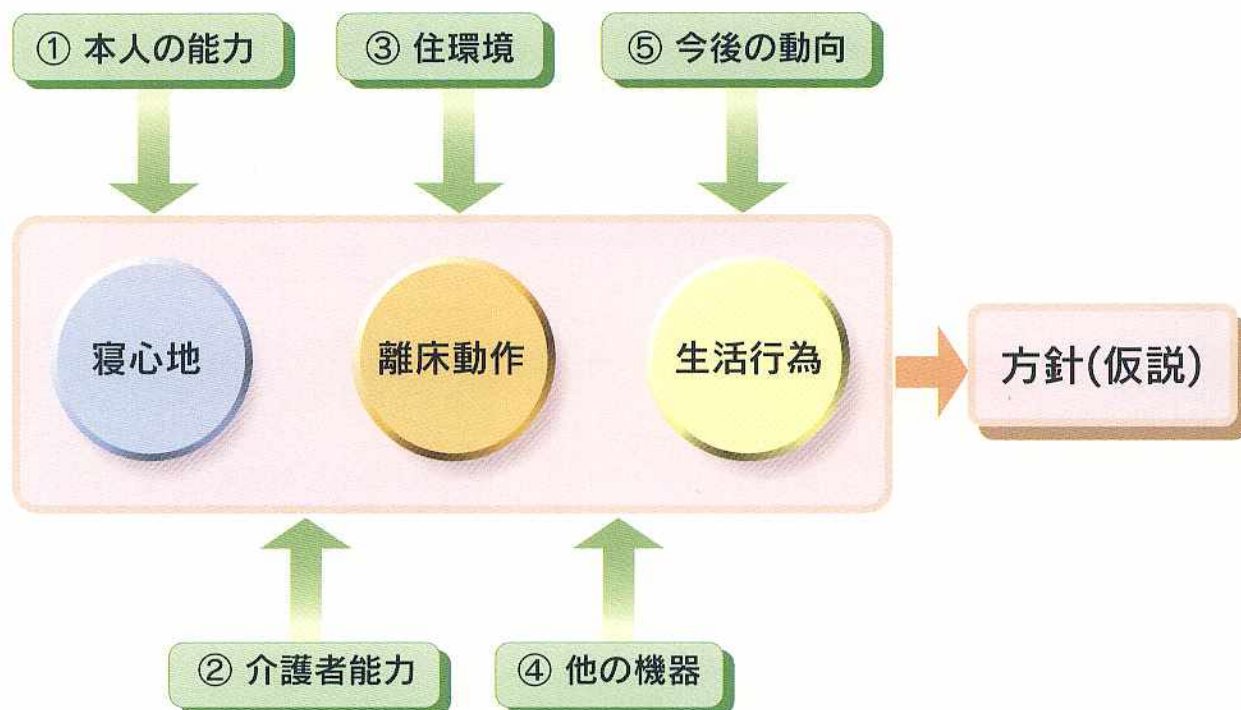 ① 本人の能力
③ 住環境
⑤ 今後の動向
寝心地
離床動作
生活行為
方針(仮説)
② 介護者能力
④ 他の機器